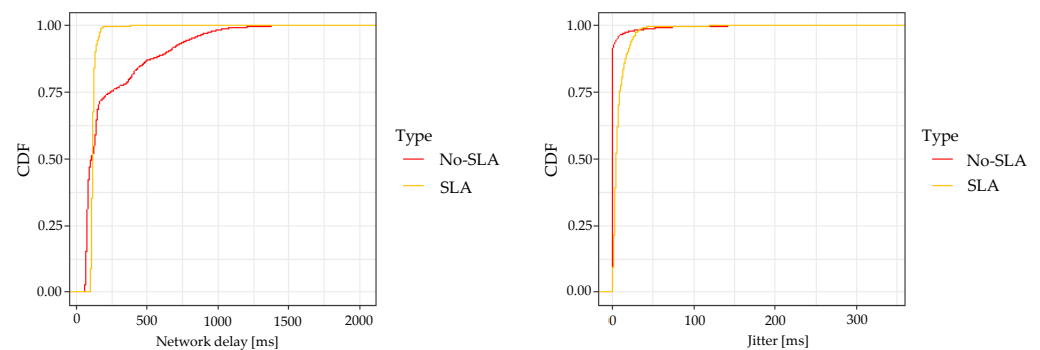 1.00
0.75
0.50
0.25
0.00
CDF
0
500
1000
1500
2000
Network delay [ms]
Type
No-SLA
SLA
1.00
0.75
0.50
0.25
0.00
CDF
0
100
200
300
Jitter [ms]
Type
No-SLA
SLA